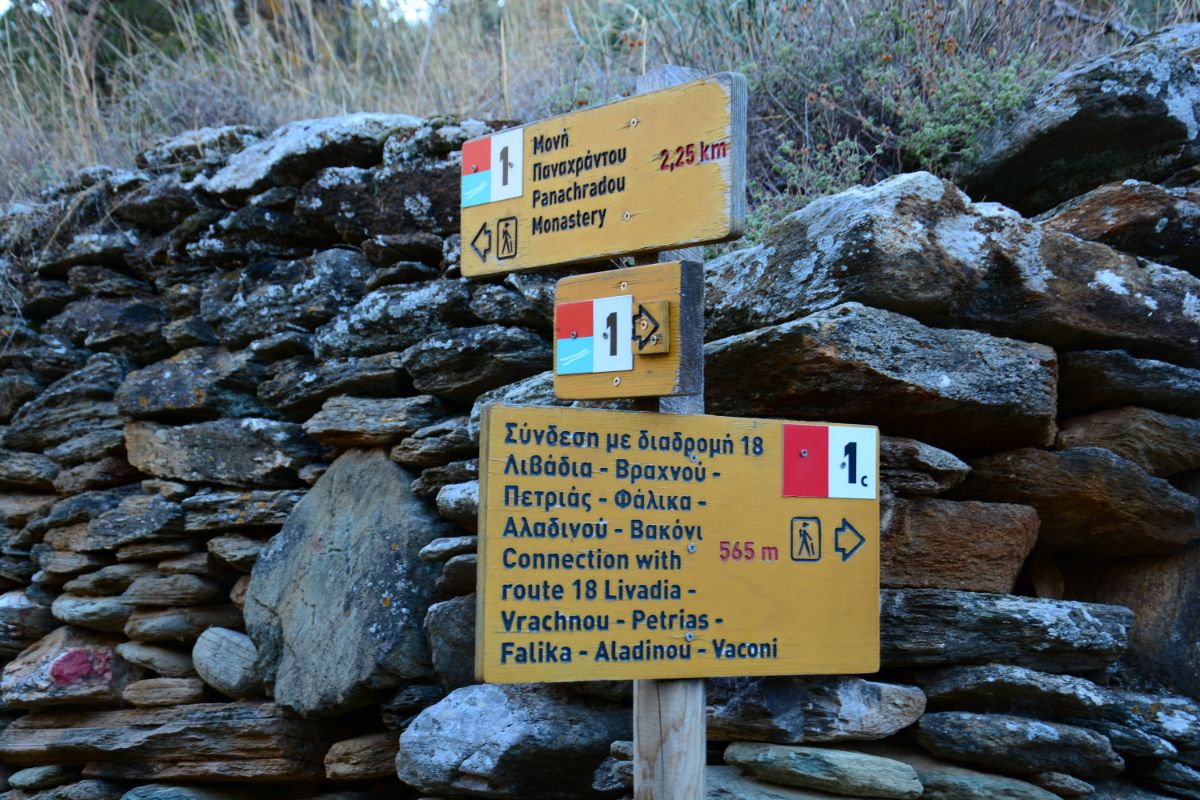 1
Μονή
Παναχράντου
Panachradou
Monastery
2,25 km
1
Σύνδεση με διαδρομή 18
Λιβάδια - Βραχνού -
Πετριάς - Φάλικα -
Αλαδινού - Βακόνι
Connection with
route 18 Livadia -
Vrachnou - Petrias -
Falika - Aladinou - Vaconi
565 m
1c